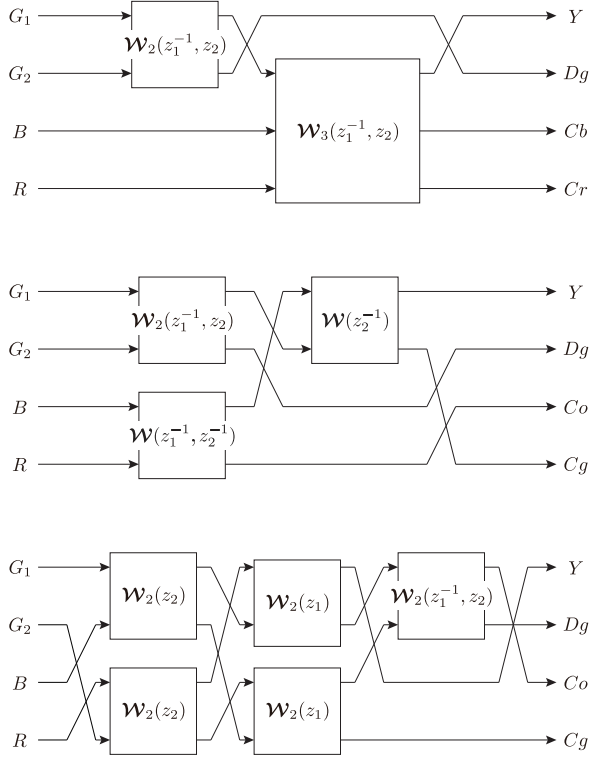 G₁ 𝓦₂(z₁⁻¹, z₂) Y
G₂ Dg
B 𝓦₃(z₁⁻¹, z₂) Cb
R Cr
G₁ 𝓦₂(z₁⁻¹, z₂) 𝓦(z₂⁻¹) Y
G₂ Dg
B 𝓦(z₁⁻¹, z₂⁻¹) Co
R Cg
G₁ 𝓦₂(z₂) 𝓦₂(z₁) 𝓦₂(z₁⁻¹, z₂) Y
G₂ Dg
B 𝓦₂(z₂) 𝓦₂(z₁) Co
R Cg